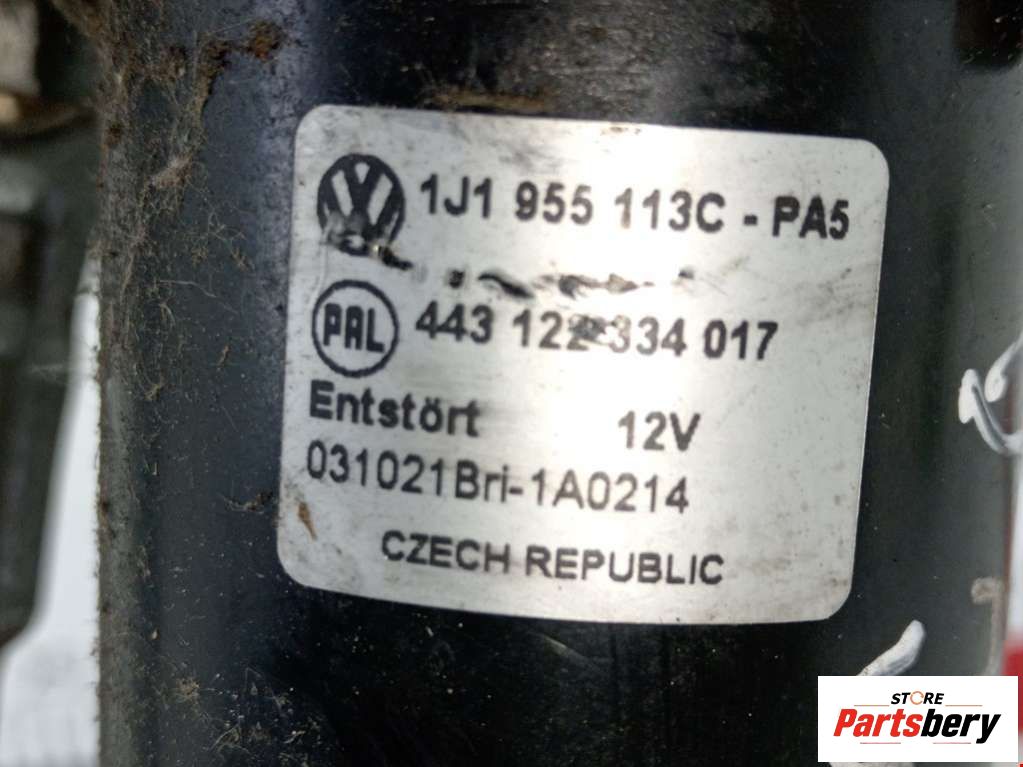 1J1 955 113C - PA5
PAL
443 122 334 017
Entstört 12V
031021Bri-1A0214
CZECH REPUBLIC
STORE
Partsbery